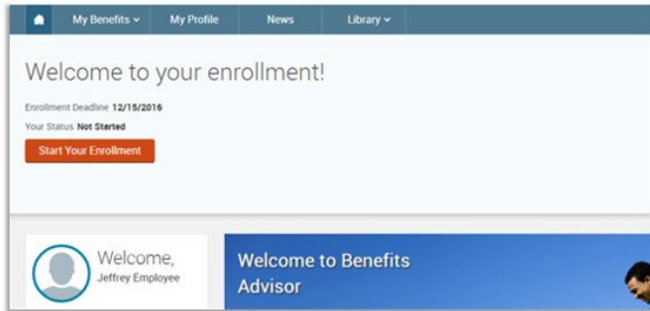 My Benefits My Profile News Library
Welcome to your enrollment!
Enrollment Deadline 12/15/2016
Your Status Not Started
Start Your Enrollment
Welcome,
Jeffrey Employee
Welcome to Benefits
Advisor